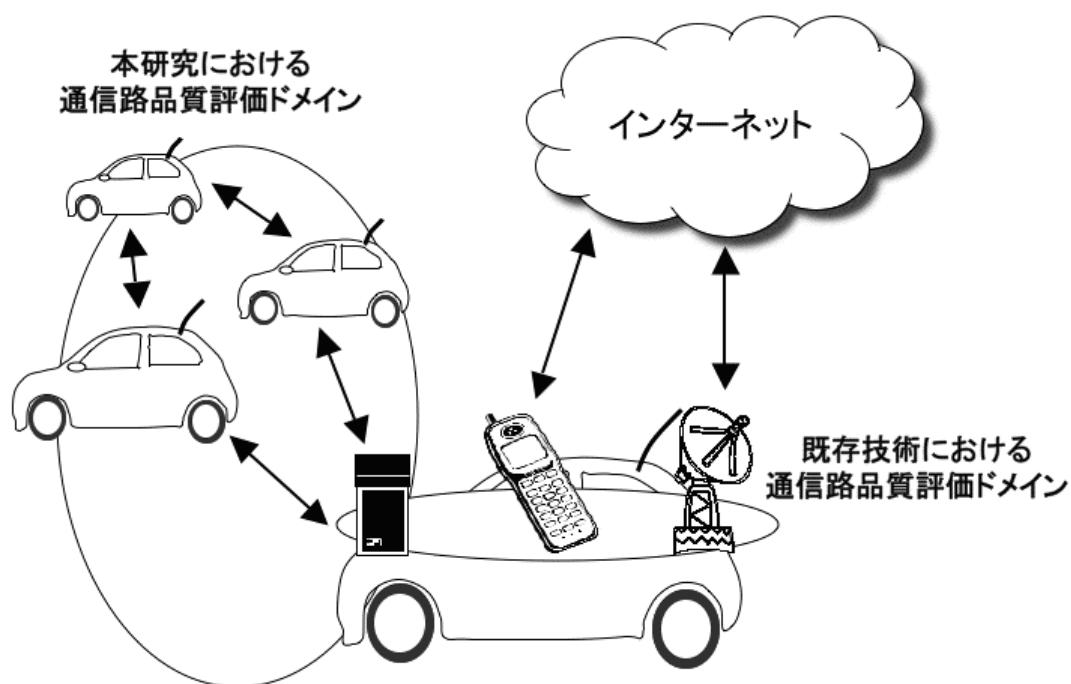 本研究における
通信路品質評価ドメイン
インターネット
既存技術における
通信路品質評価ドメイン